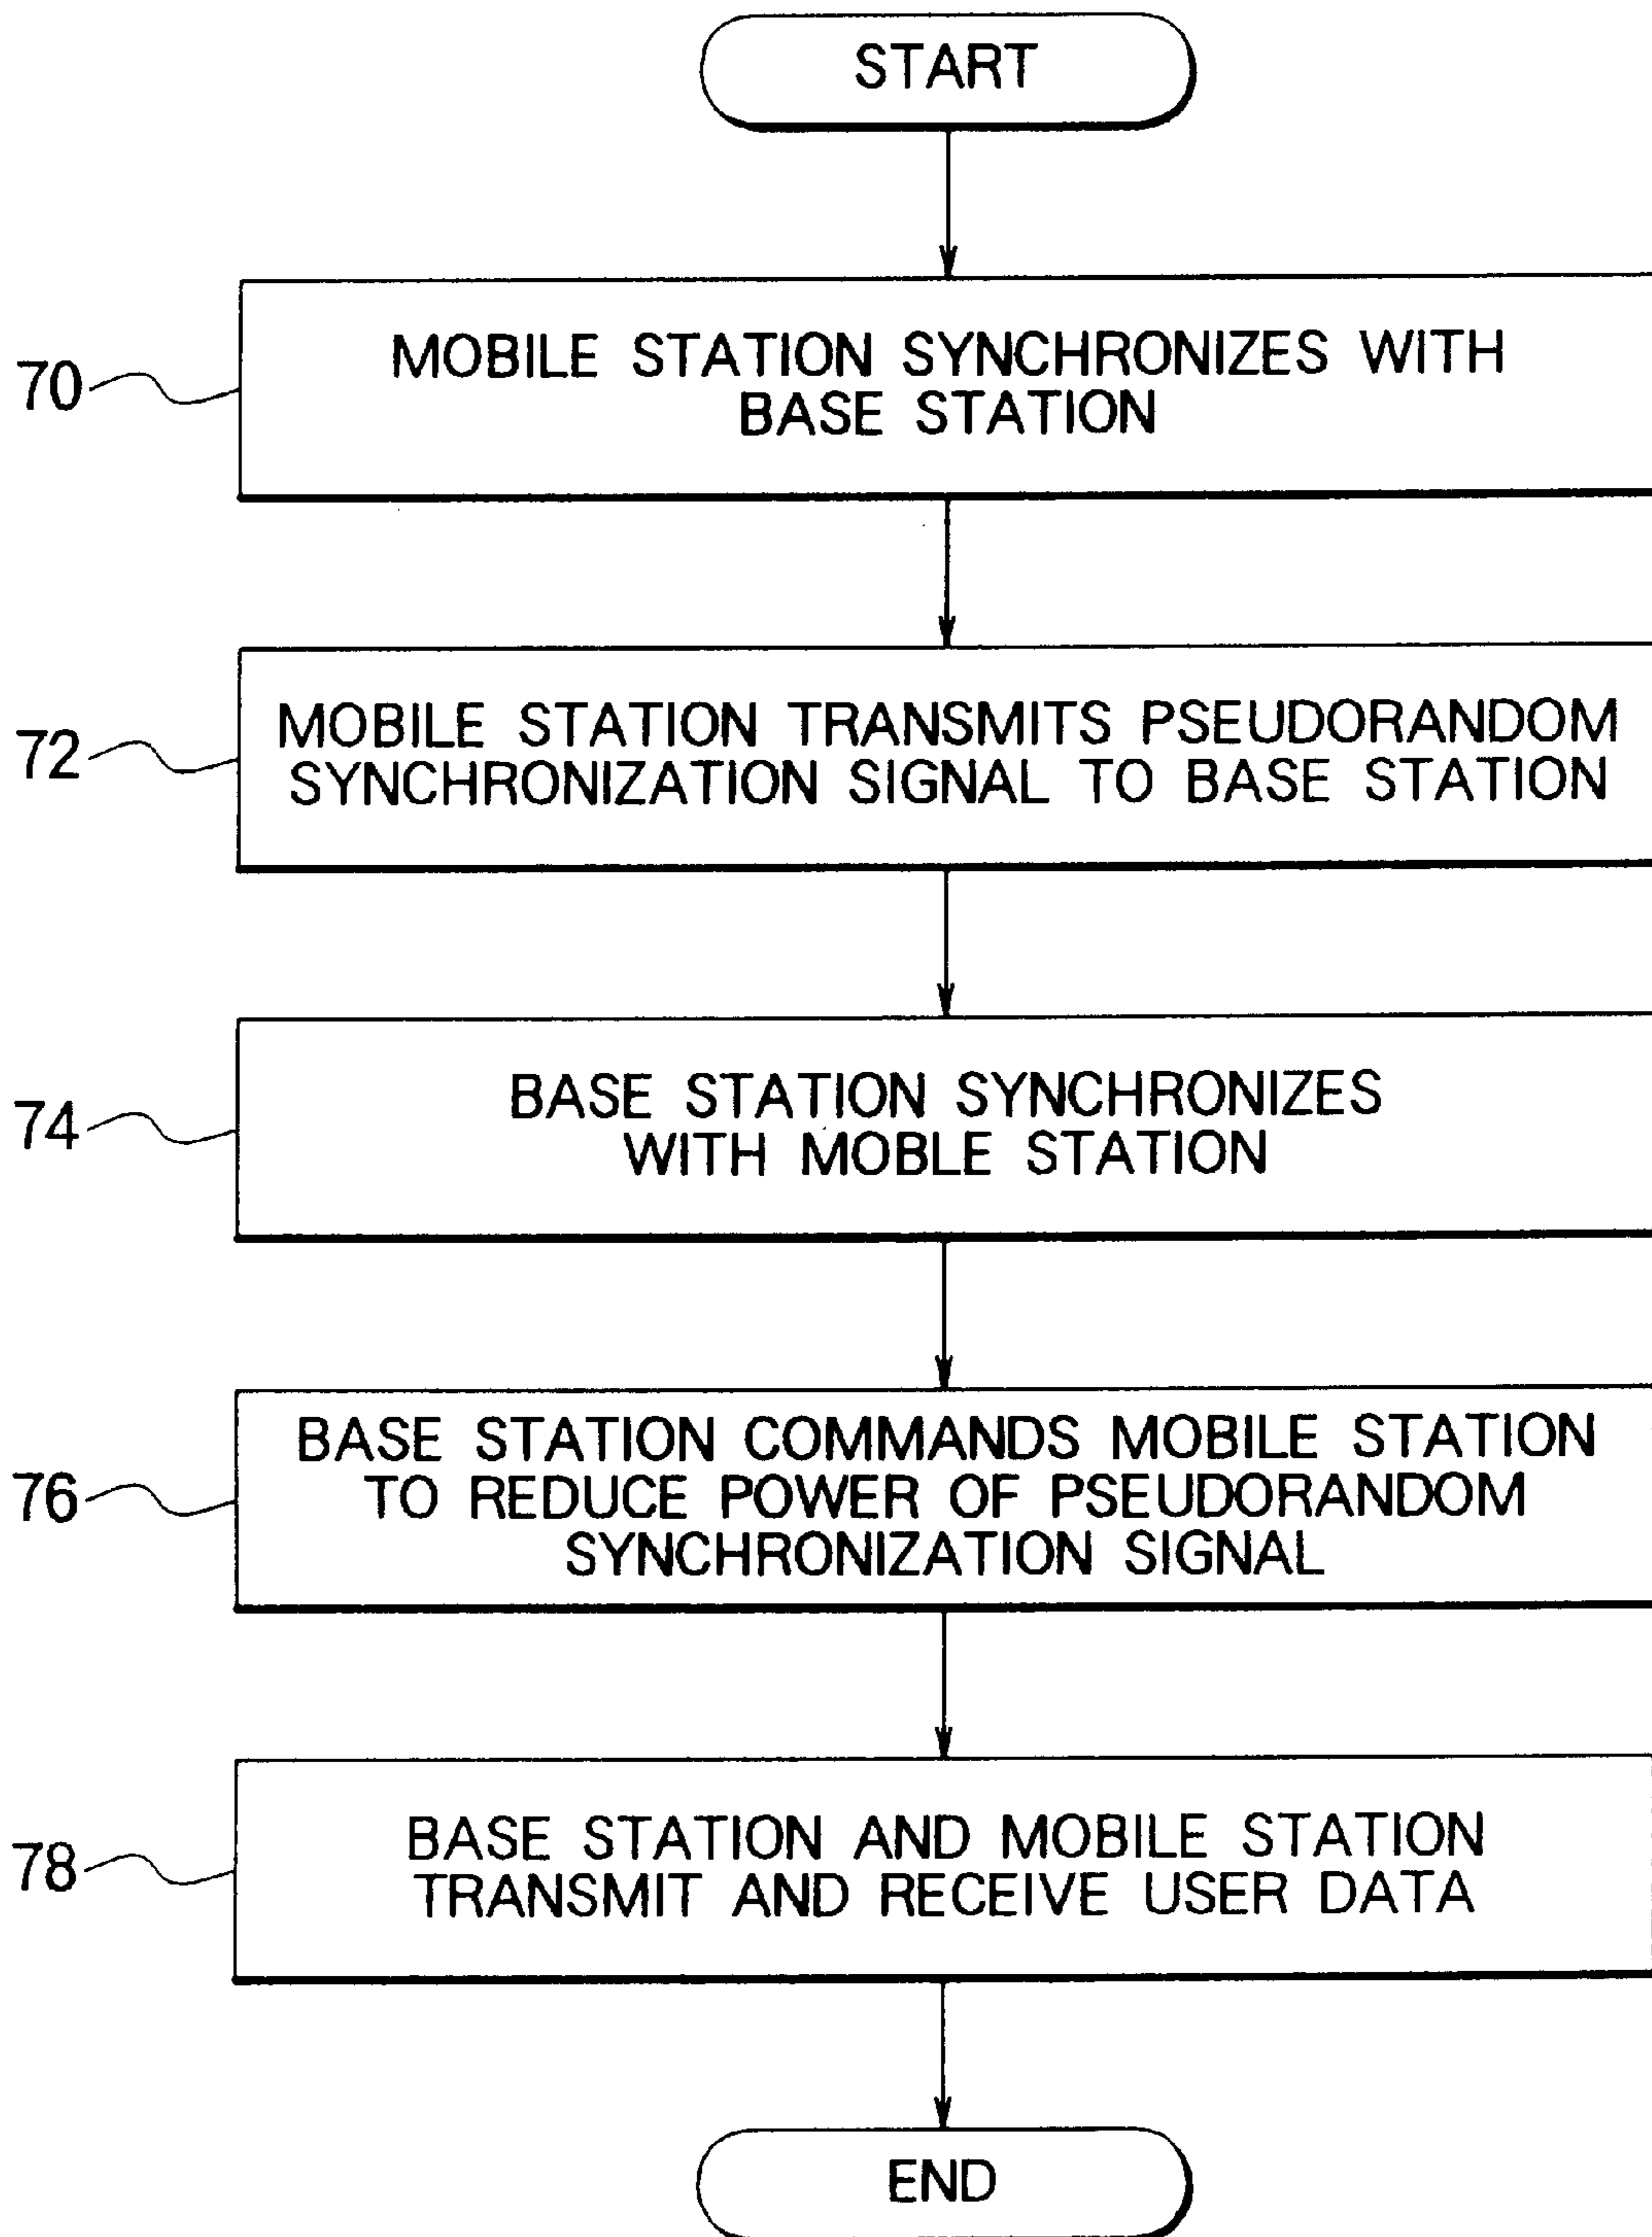 START
70
MOBILE STATION SYNCHRONIZES WITH
BASE STATION
72
MOBILE STATION TRANSMITS PSEUDORANDOM
SYNCHRONIZATION SIGNAL TO BASE STATION
74
BASE STATION SYNCHRONIZES
WITH MOBLE STATION
76
BASE STATION COMMANDS MOBILE STATION
TO REDUCE POWER OF PSEUDORANDOM
SYNCHRONIZATION SIGNAL
78
BASE STATION AND MOBILE STATION
TRANSMIT AND RECEIVE USER DATA
END